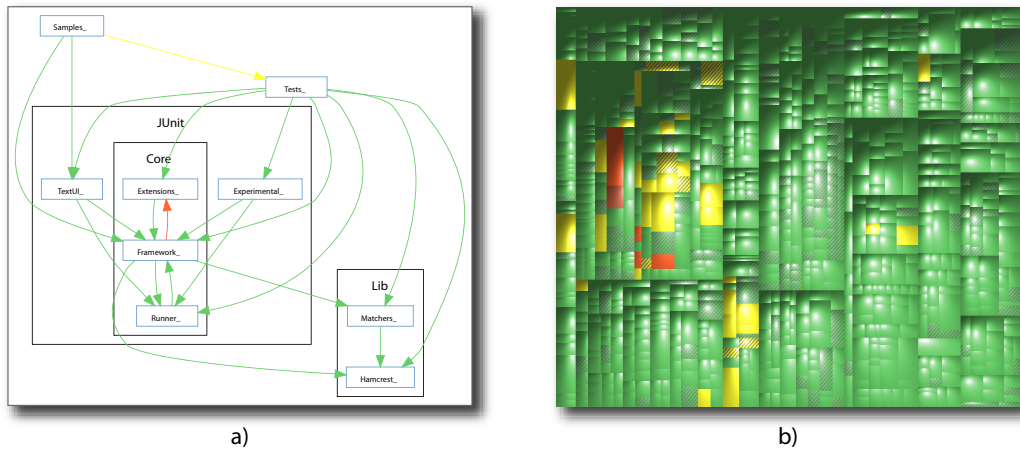 Samples_
Tests_
JUnit
Core
TextUI_
Extensions_
Experimental_
Framework_
Lib
Runner_
Matchers_
Hamcrest_
a)
b)